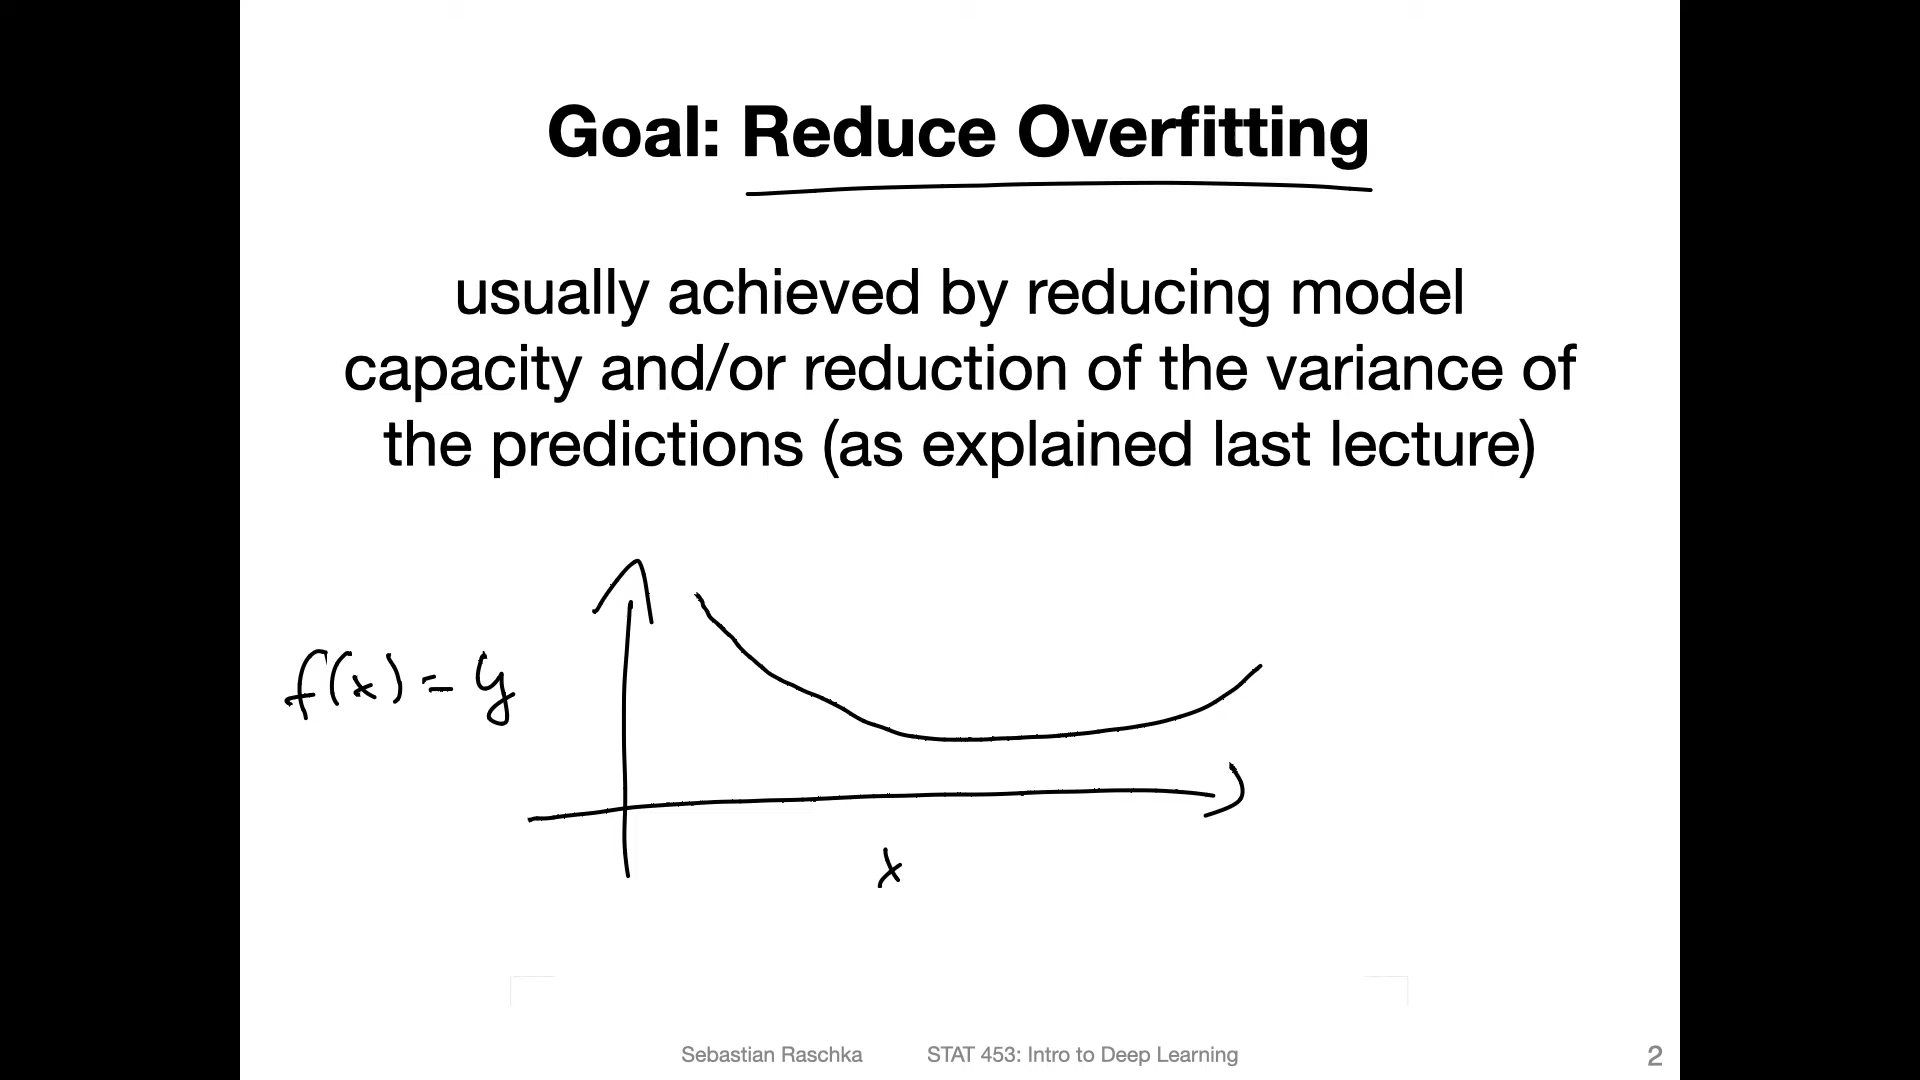 Goal: Reduce Overfitting
usually achieved by reducing model
capacity and/or reduction of the variance of
the predictions (as explained last lecture)
f(x) = y
x
Sebastian Raschka STAT 453: Intro to Deep Learning 2